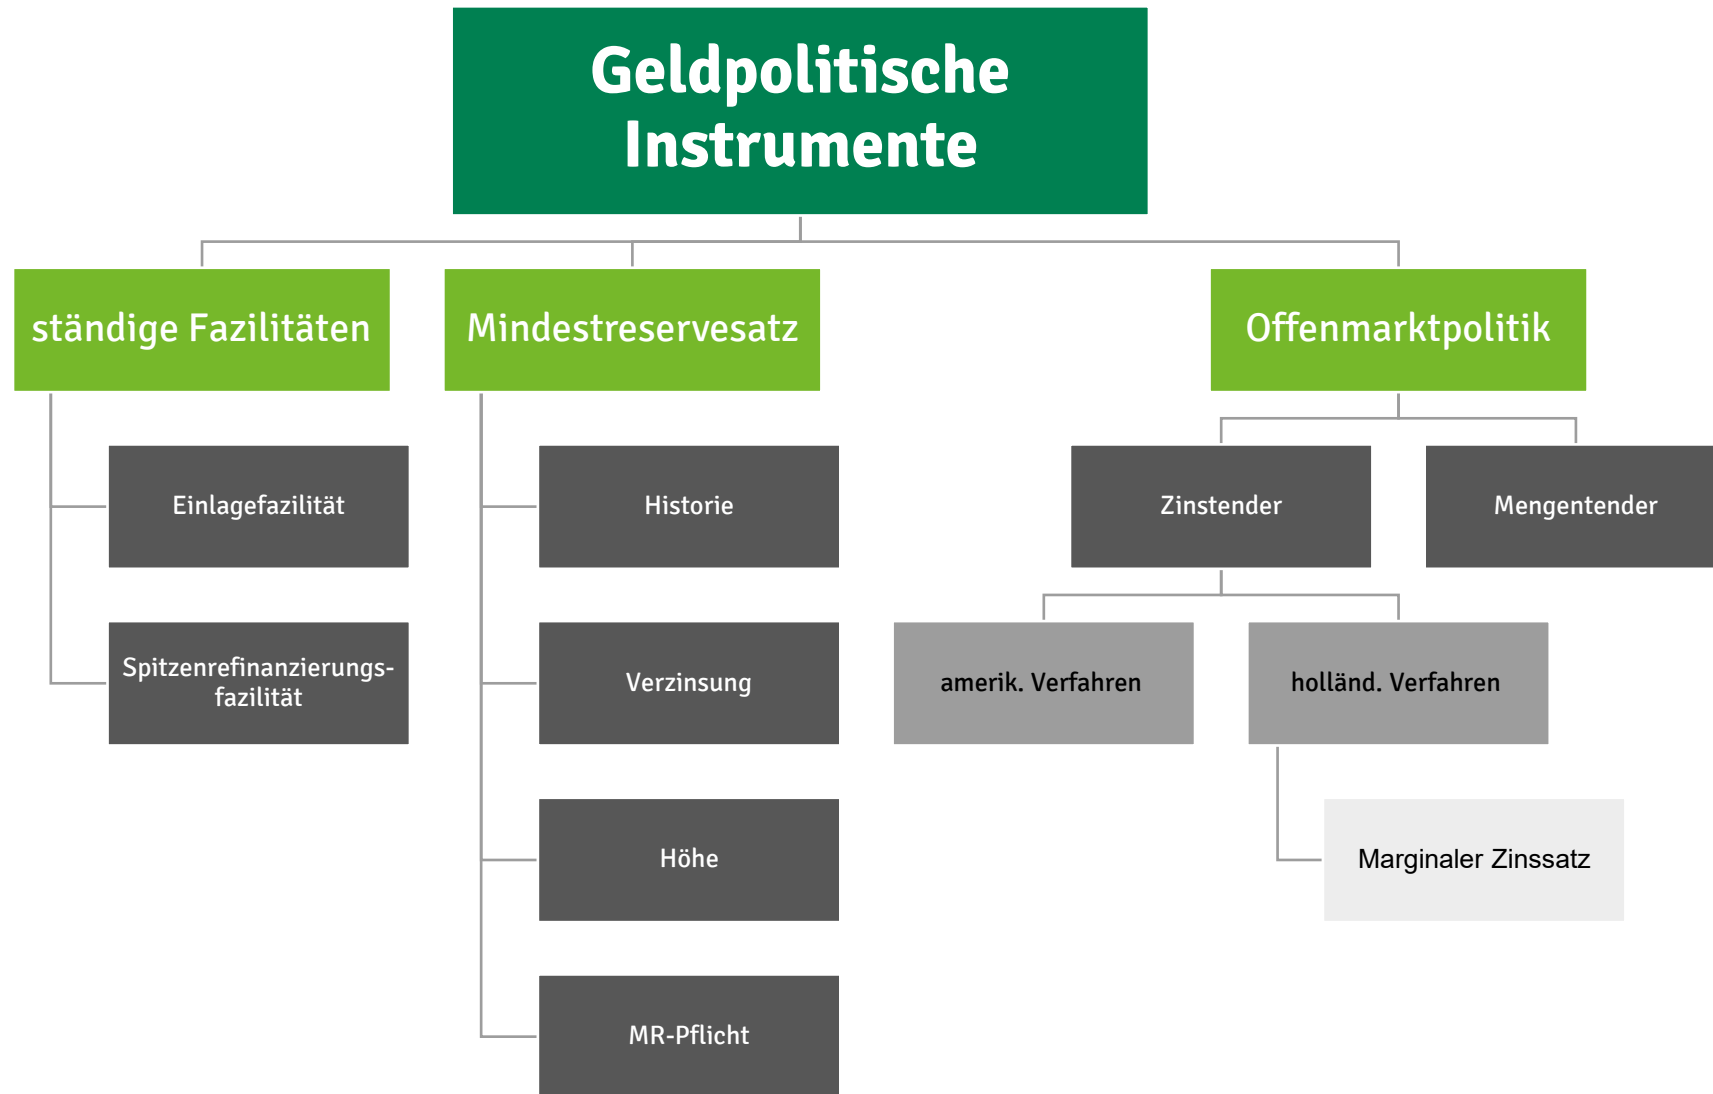 Geldpolitische
Instrumente
ständige Fazilitäten
Mindestreservesatz
Offenmarktpolitik
Einlagefazilität
Historie
Zinstender
Mengentender
Spitzenrefinanzierungs-
fazilität
Verzinsung
amerik. Verfahren
holländ. Verfahren
Höhe
Marginaler Zinssatz
MR-Pflicht